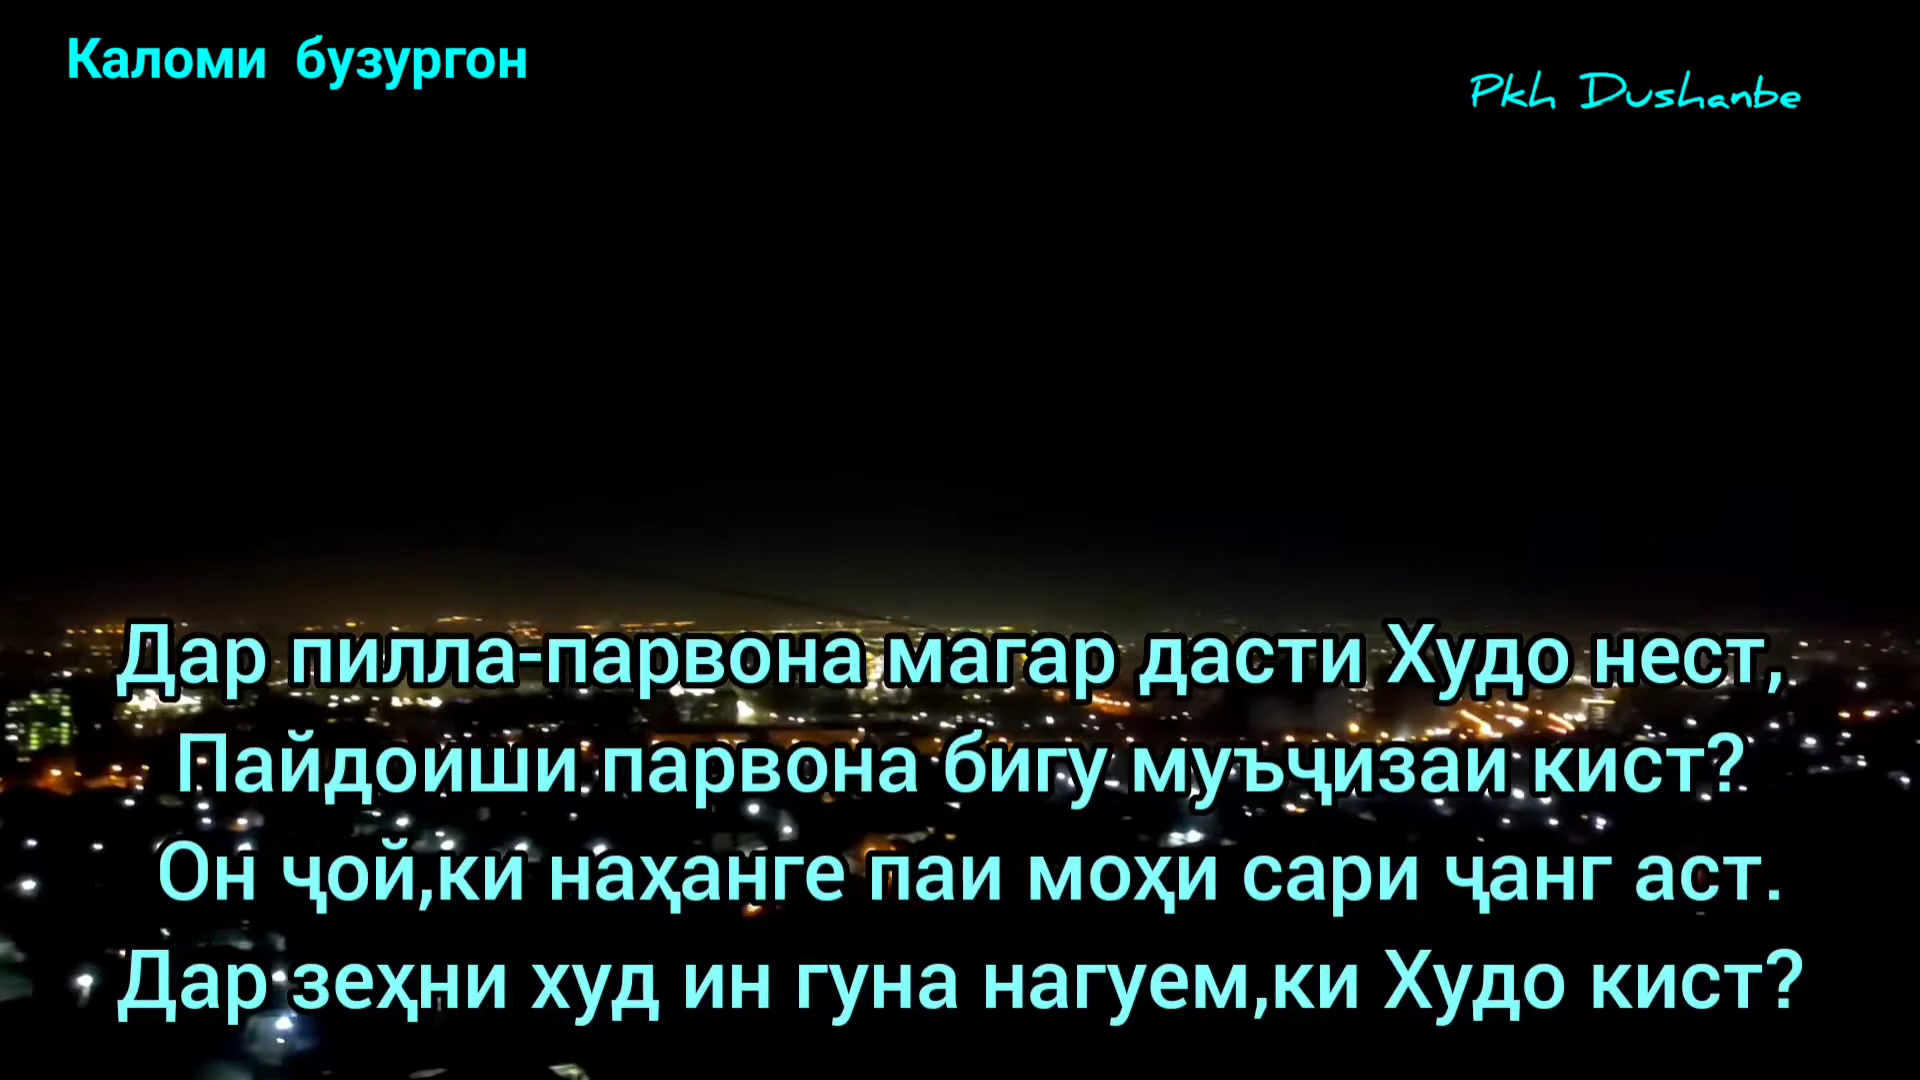 Каломи бузургон
Pkh Dushanbe
Дар пилла-парвона магар дасти Худо нест,
Пайдоиши парвона бигу муъҷизаи кист?
Он ҷой,ки наҳанге паи моҳи сари ҷанг аст.
Дар зеҳни худ ин гуна нагуем,ки Худо кист?